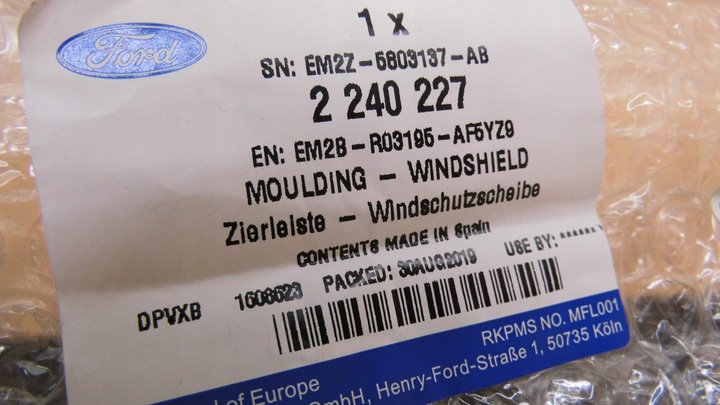 Ford
1 x
SN: EM2Z-5803137-AB
2 240 227
EN: EM2B-R03195-AF5YZ9
MOULDING - WINDSHIELD
Zierleiste - Windschutzscheibe
CONTENTS MADE IN Spain
DPVXB 1608623 PACKED: 30AUG2019 USE BY: ******
RKPMS NO. MFL001
of Europe
GmbH, Henry-Ford-Straße 1, 50735 Köln